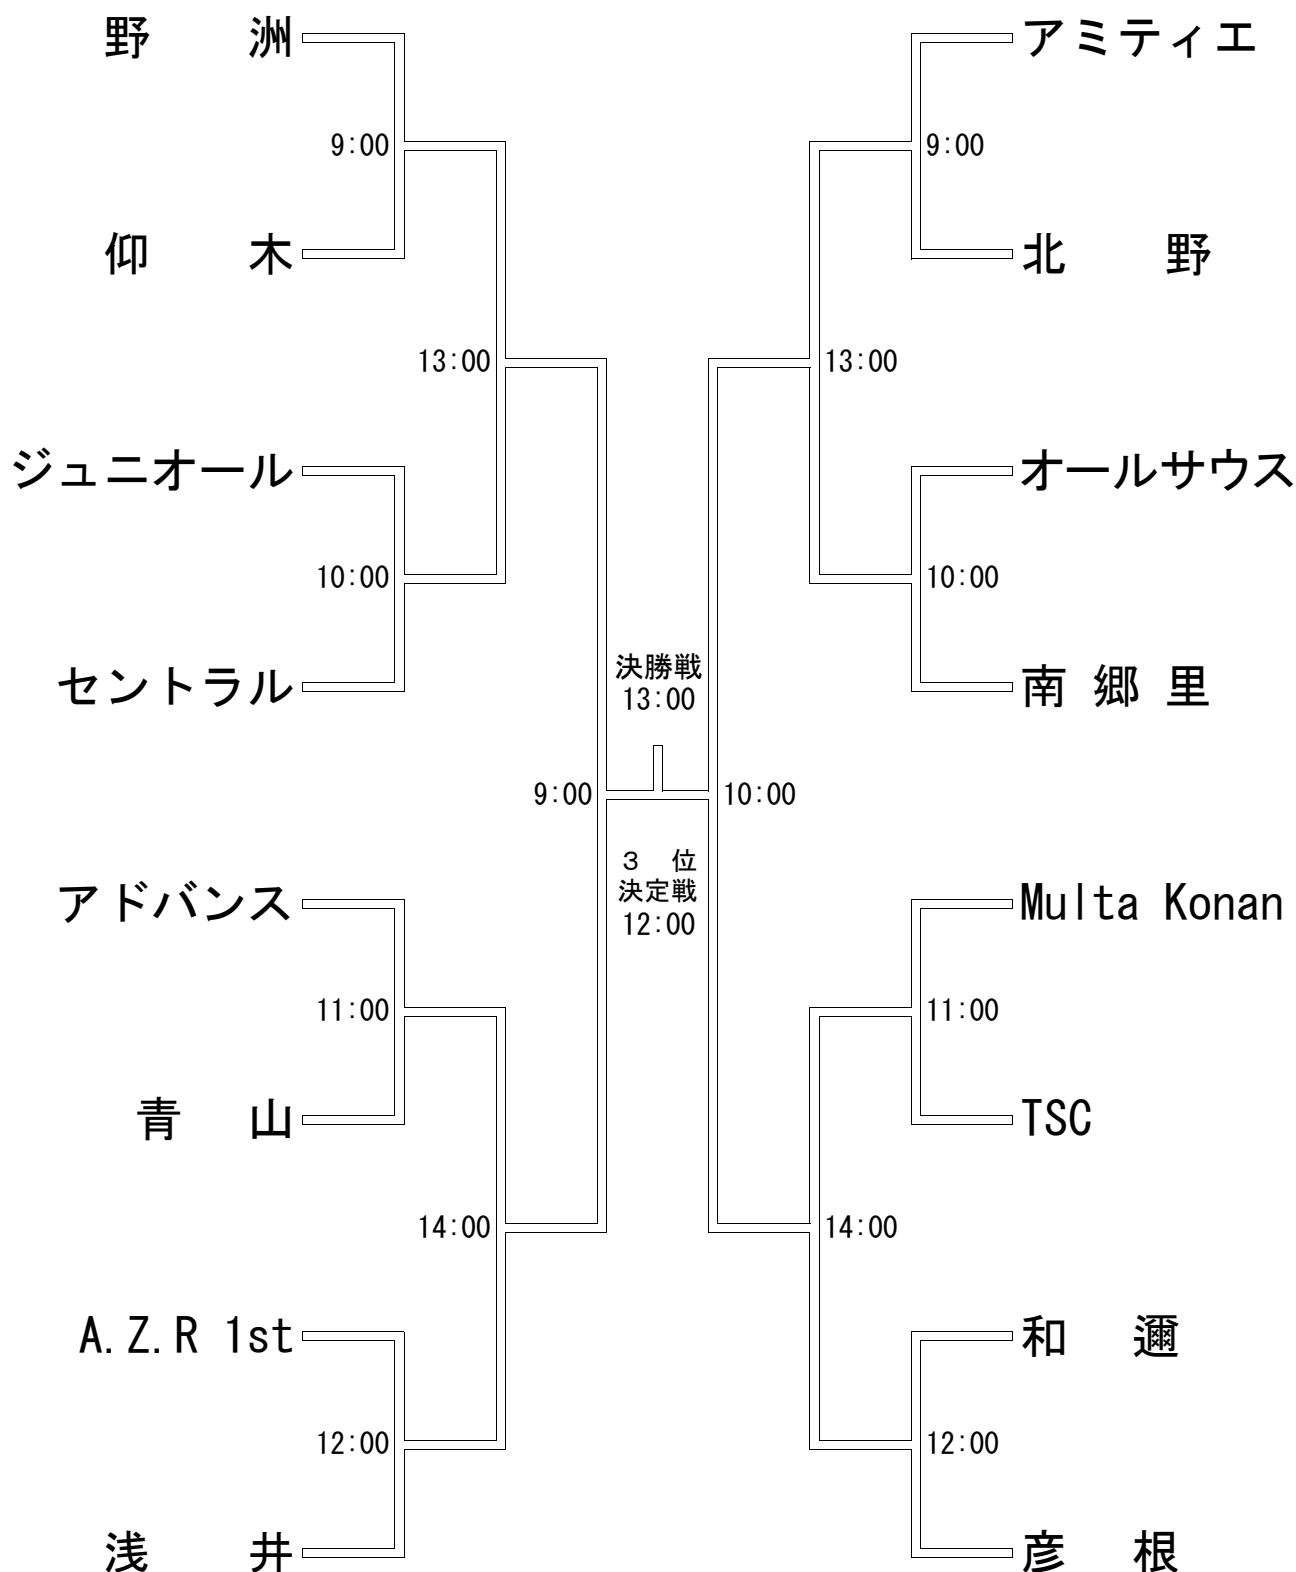 野　洲
アミティエ
9:00
9:00
仰　木
北　野
13:00
13:00
ジュニオール
オールサウス
10:00
10:00
決勝戦
13:00
セントラル
南 郷 里
9:00
10:00
３　位
決定戦
12:00
アドバンス
Multa Konan
11:00
11:00
青　山
TSC
14:00
14:00
A.Z.R 1st
和　邇
12:00
12:00
浅　井
彦　根